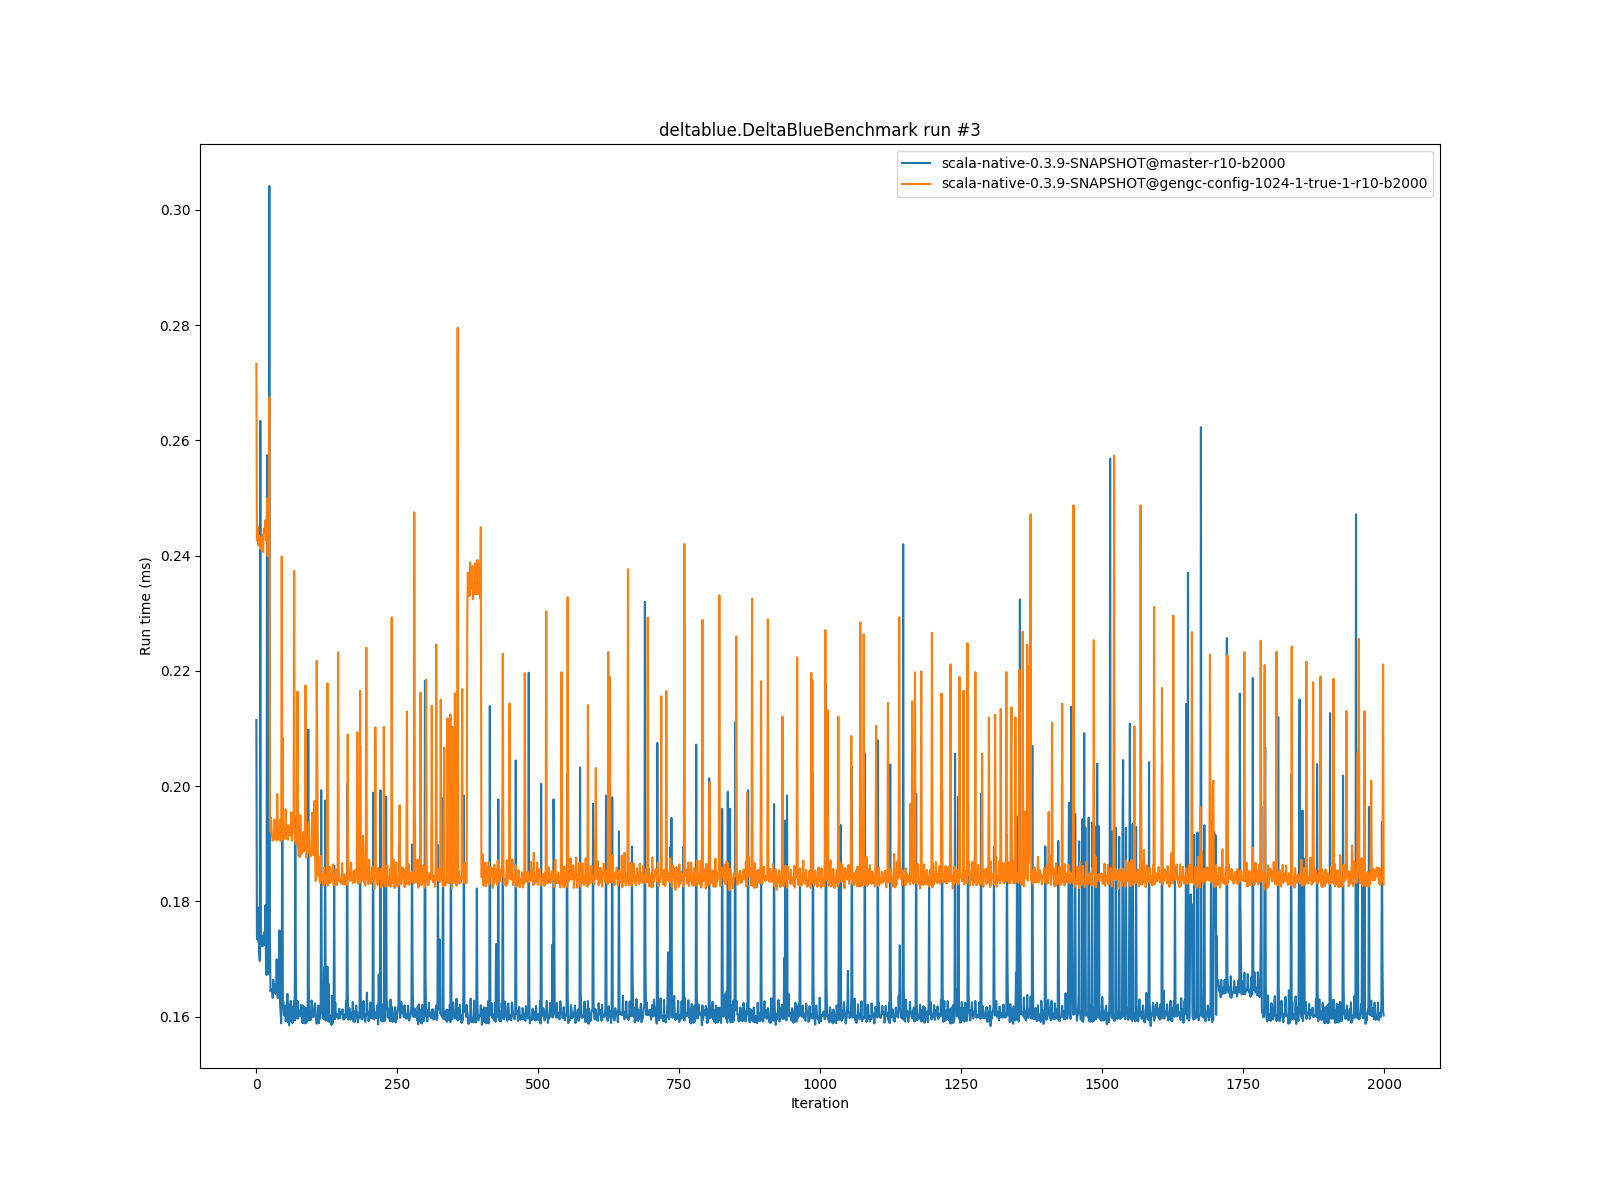 deltablue.DeltaBlueBenchmark run #3
scala-native-0.3.9-SNAPSHOT@master-r10-b2000
scala-native-0.3.9-SNAPSHOT@gengc-config-1024-1-true-1-r10-b2000
0.30
0.28
0.26
0.24
0.22
0.20
0.18
0.16
Run time (ms)
0 250 500 750 1000 1250 1500 1750 2000
Iteration